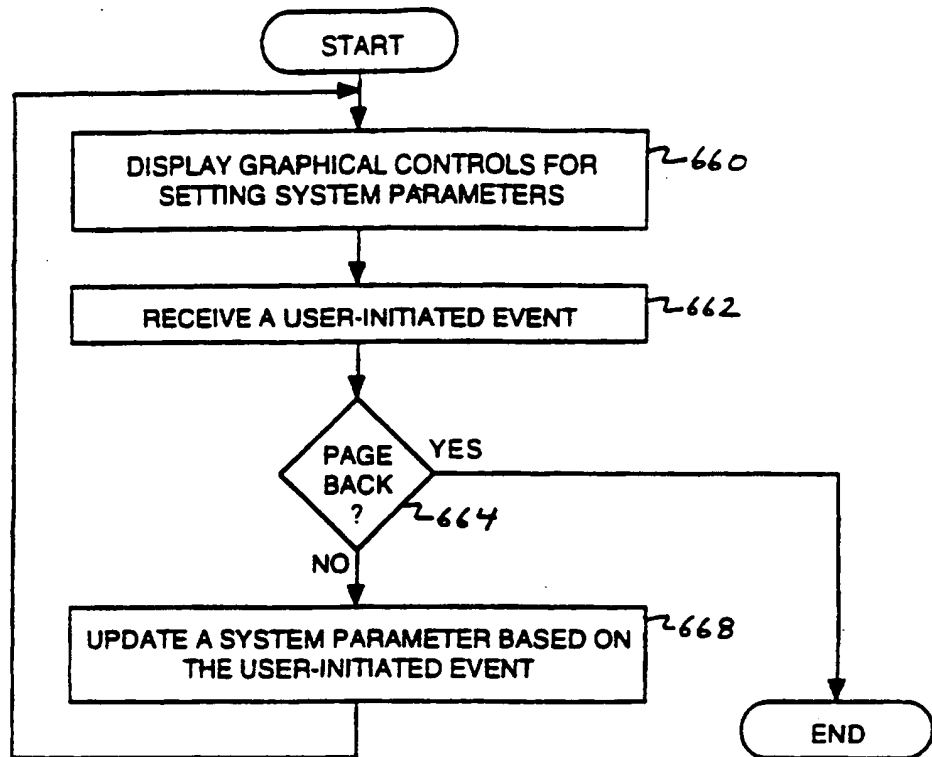 START
DISPLAY GRAPHICAL CONTROLS FOR
SETTING SYSTEM PARAMETERS
660
RECEIVE A USER-INITIATED EVENT
662
PAGE
BACK
?
YES
664
NO
UPDATE A SYSTEM PARAMETER BASED ON
THE USER-INITIATED EVENT
668
END